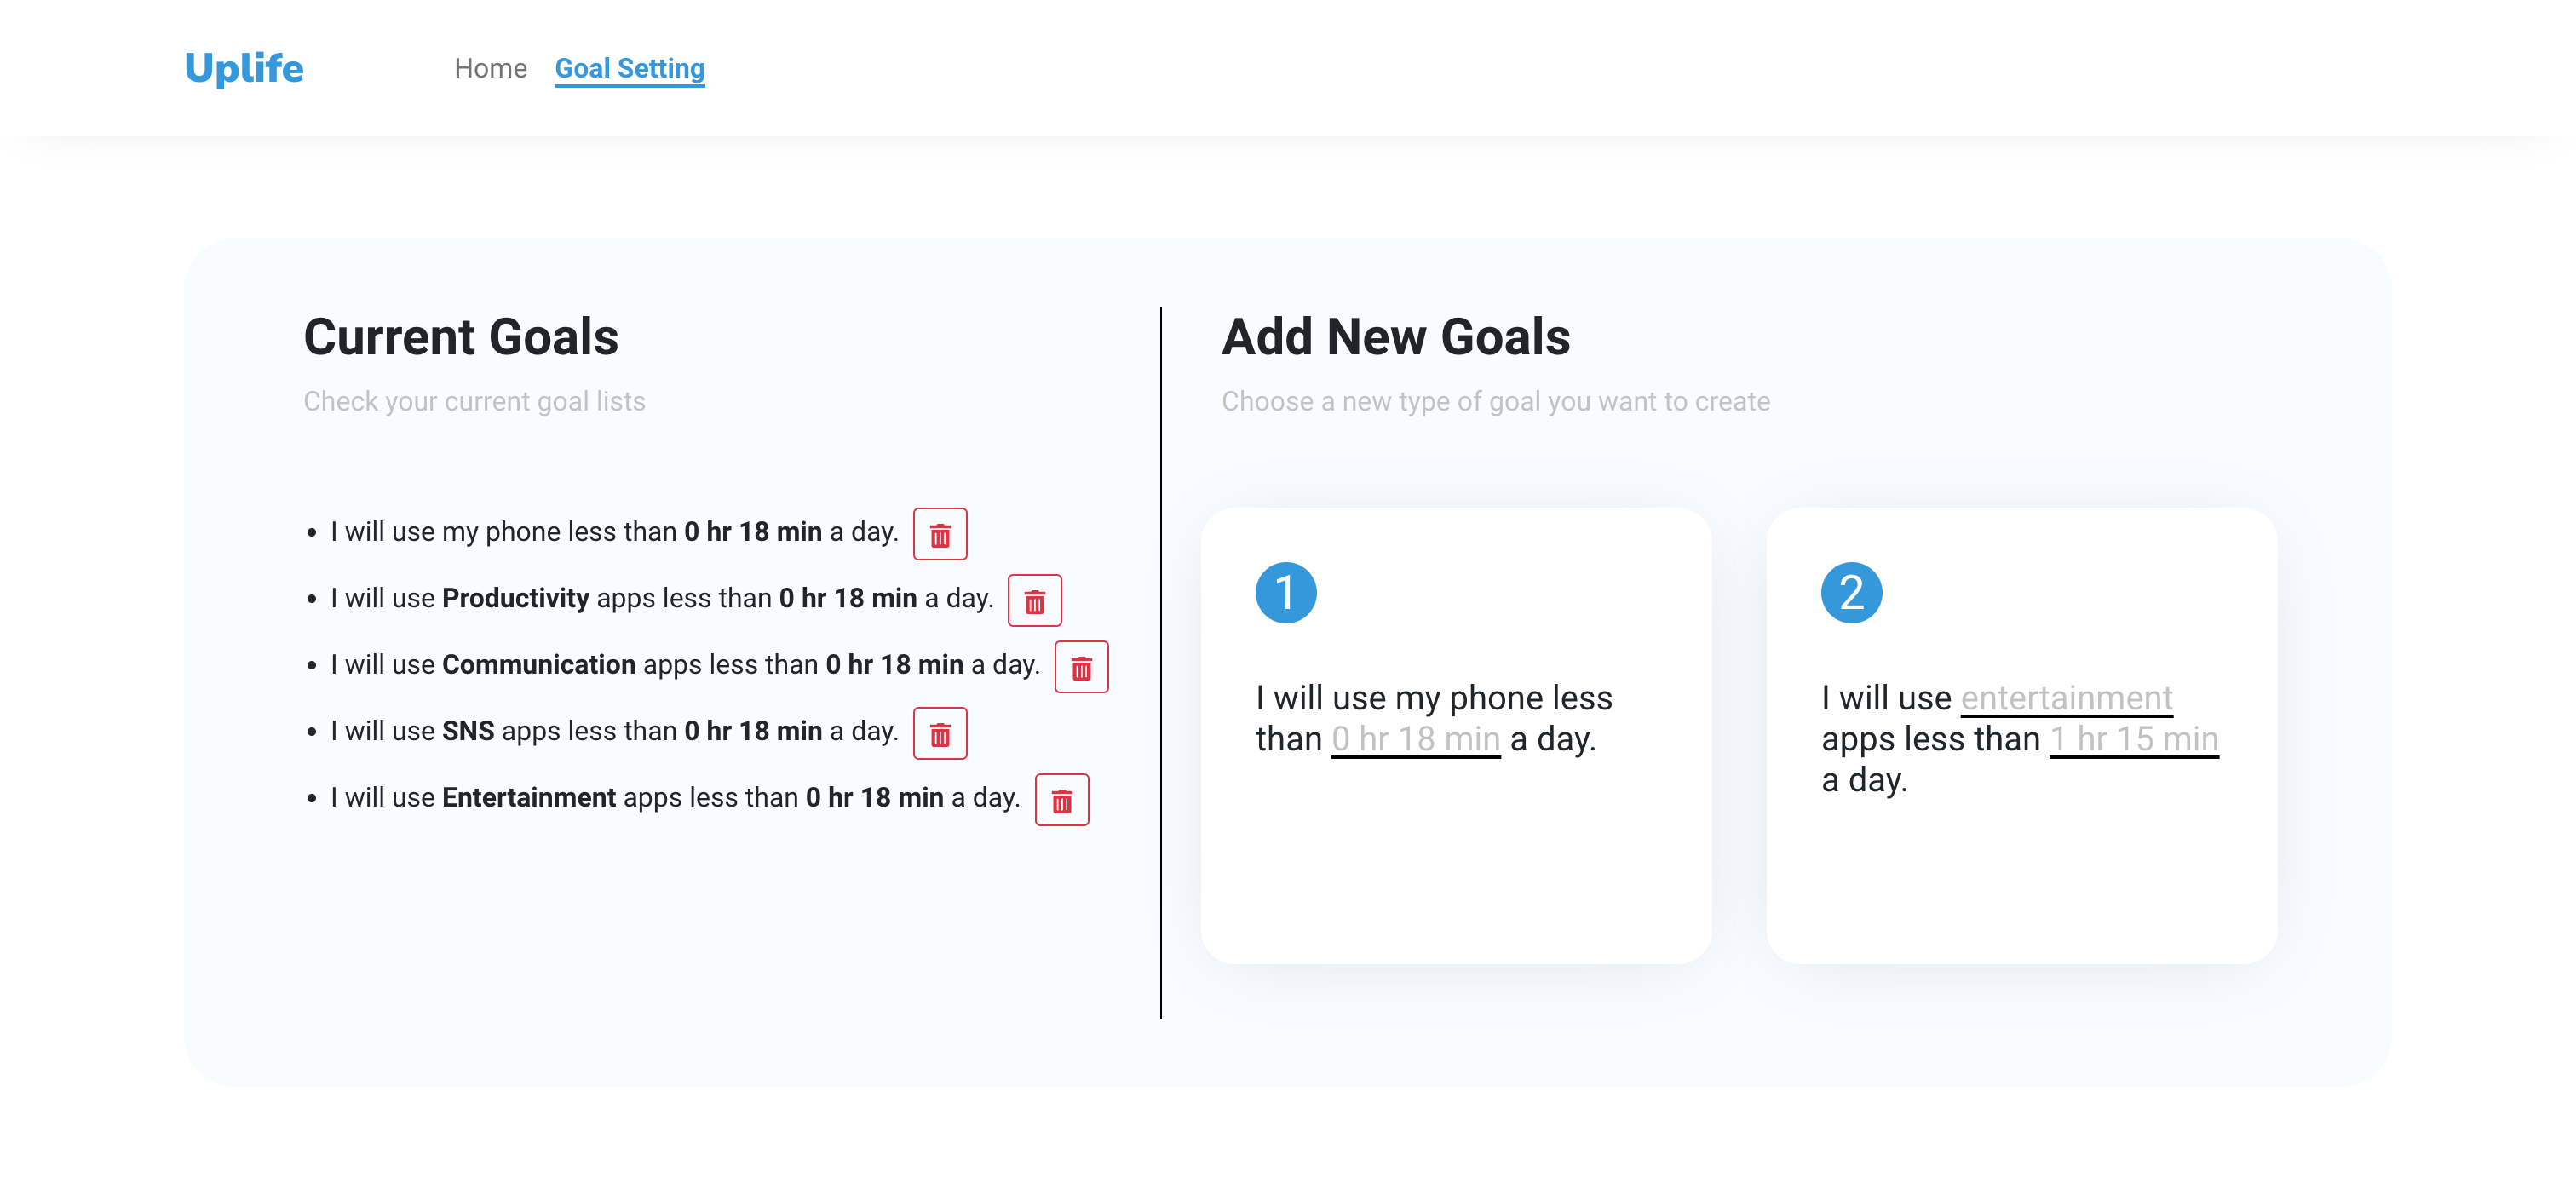 Uplife
Home Goal Setting
Current Goals
Check your current goal lists
• I will use my phone less than 0 hr 18 min a day.
• I will use Productivity apps less than 0 hr 18 min a day.
• I will use Communication apps less than 0 hr 18 min a day.
• I will use SNS apps less than 0 hr 18 min a day.
• I will use Entertainment apps less than 0 hr 18 min a day.
Add New Goals
Choose a new type of goal you want to create
1
I will use my phone less
than 0 hr 18 min a day.
2
I will use entertainment
apps less than 1 hr 15 min
a day.